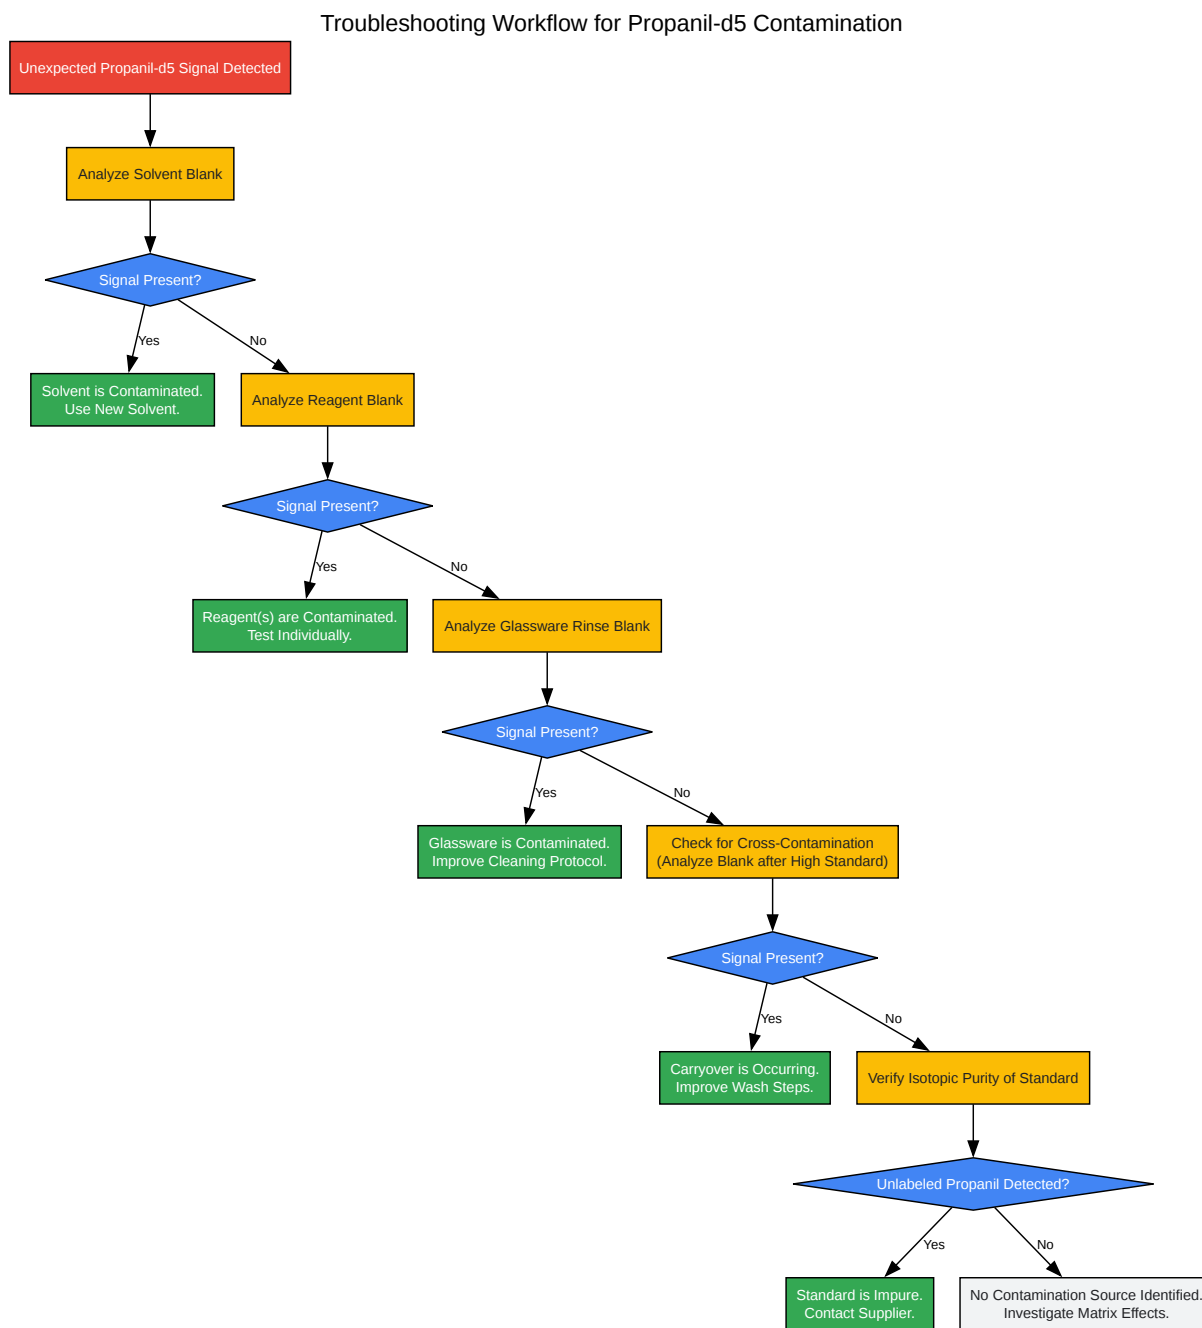 Troubleshooting Workflow for Propanil-d5 Contamination
Unexpected Propanil-d5 Signal Detected
Analyze Solvent Blank
Signal Present?
Yes
No
Solvent is Contaminated.
Use New Solvent.
Analyze Reagent Blank
Signal Present?
Yes
No
Reagent(s) are Contaminated.
Test Individually.
Analyze Glassware Rinse Blank
Signal Present?
Yes
No
Glassware is Contaminated.
Improve Cleaning Protocol.
Check for Cross-Contamination
(Analyze Blank after High Standard)
Signal Present?
Yes
No
Carryover is Occurring.
Improve Wash Steps.
Verify Isotopic Purity of Standard
Unlabeled Propanil Detected?
Yes
No
Standard is Impure.
Contact Supplier.
No Contamination Source Identified.
Investigate Matrix Effects.